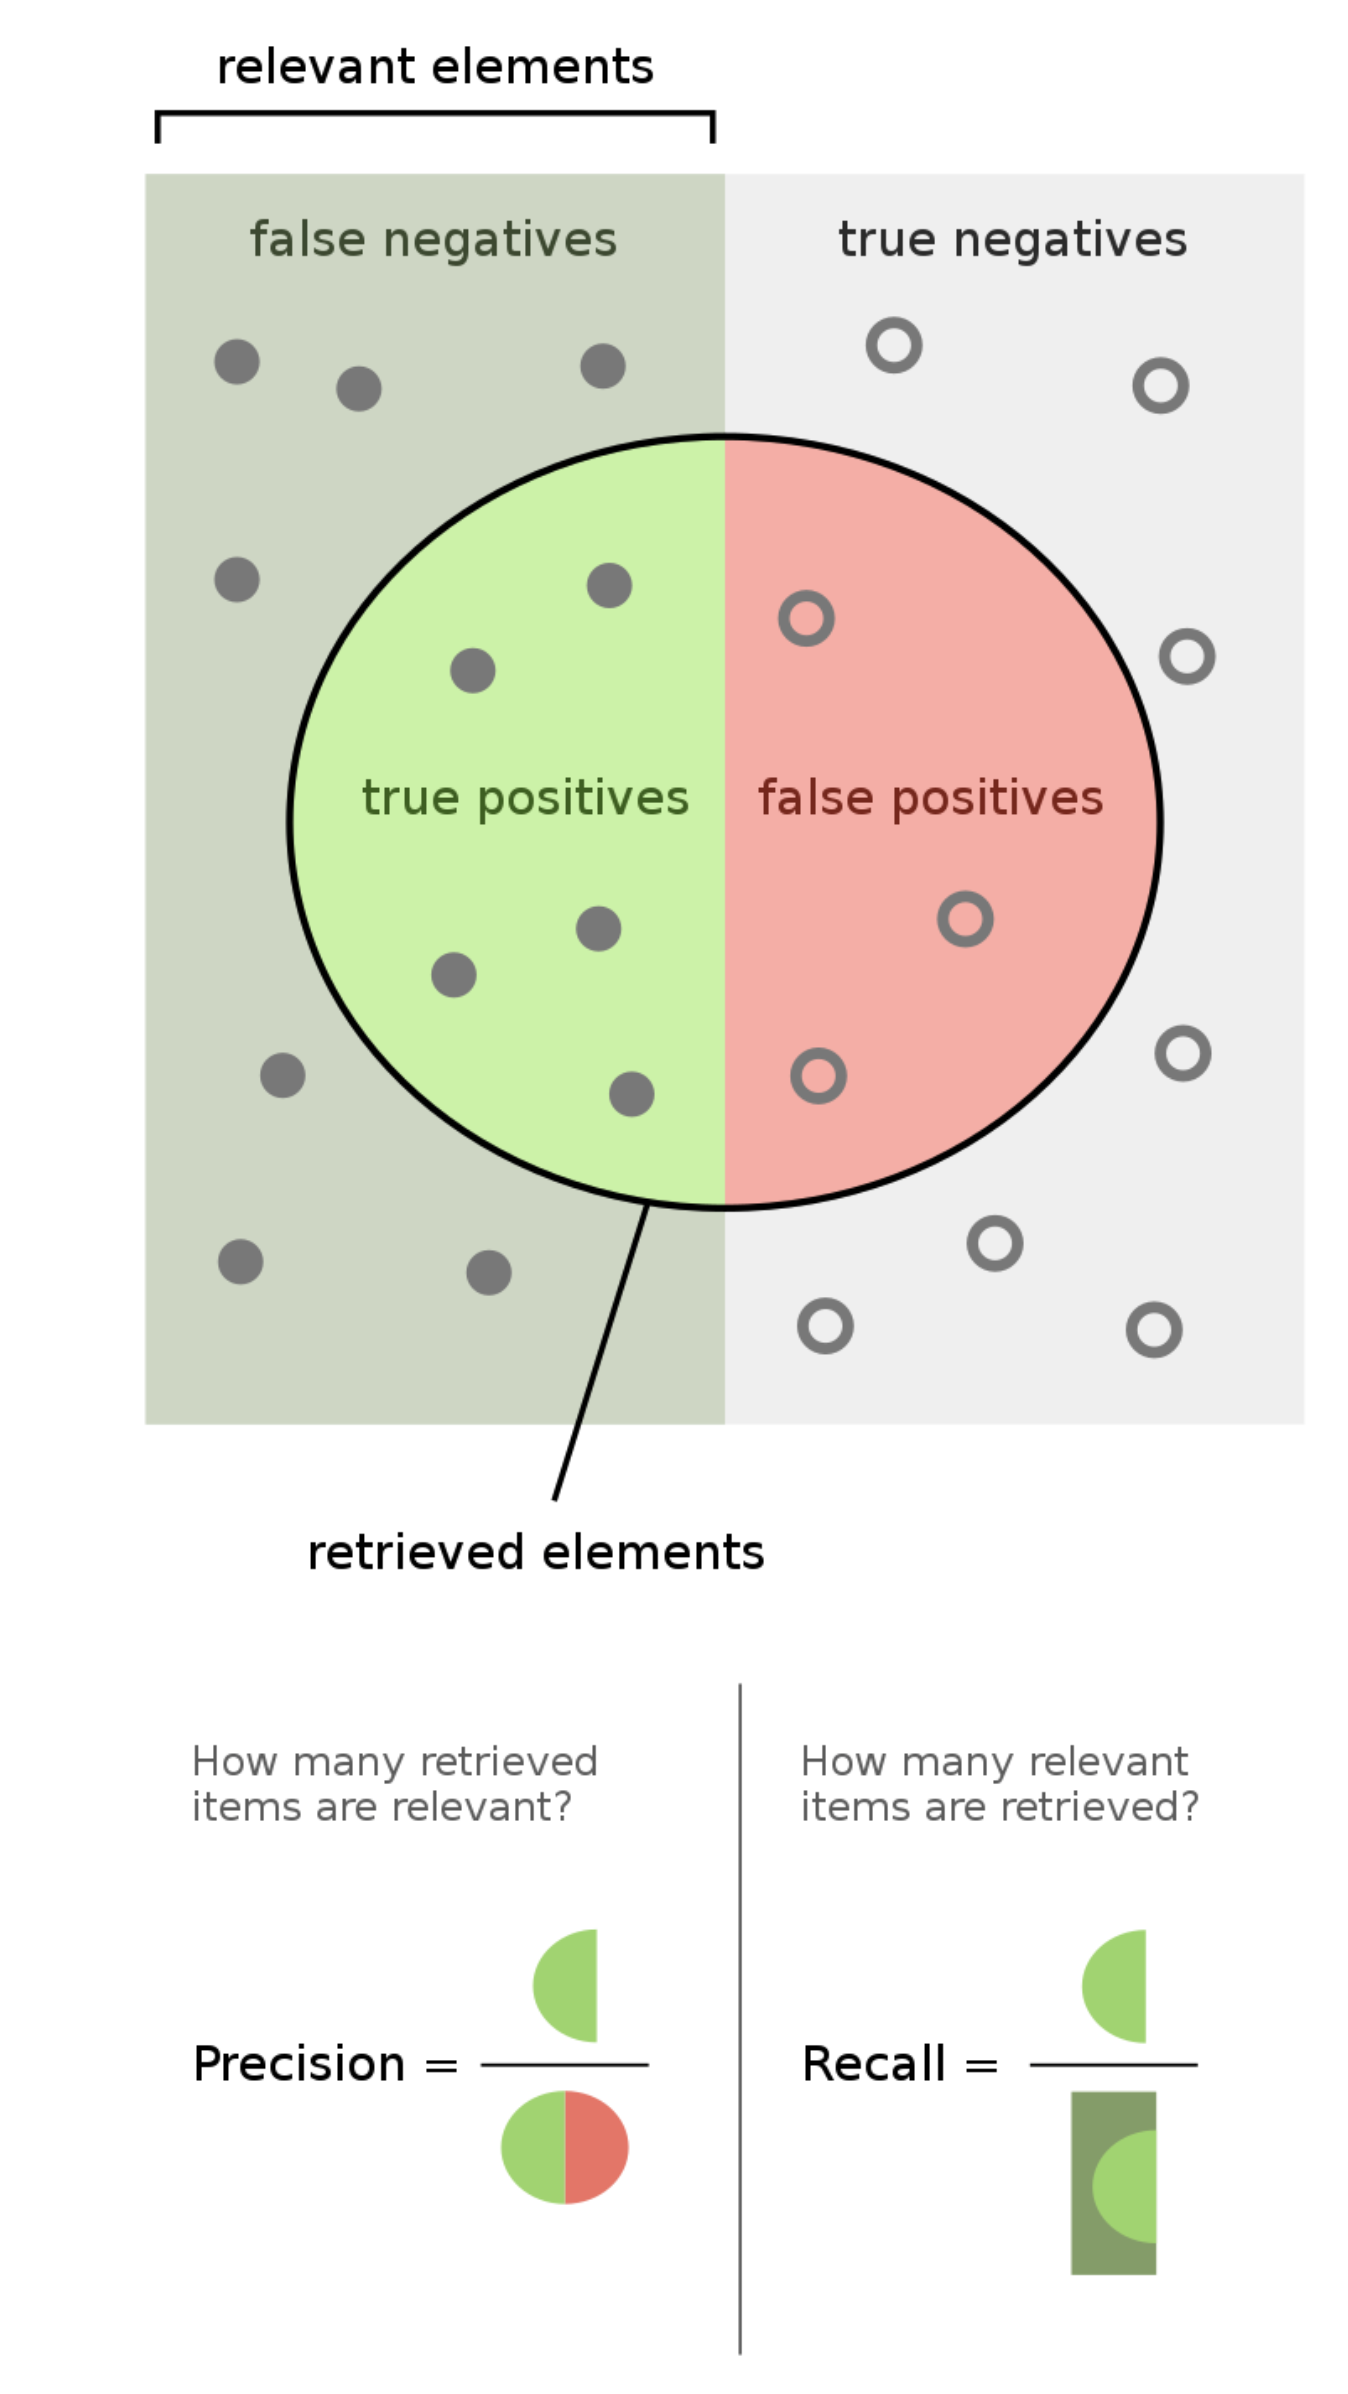 relevant elements
false negatives
true negatives
true positives
false positives
retrieved elements
How many retrieved
items are relevant?
How many relevant
items are retrieved?
Precision =
Recall =